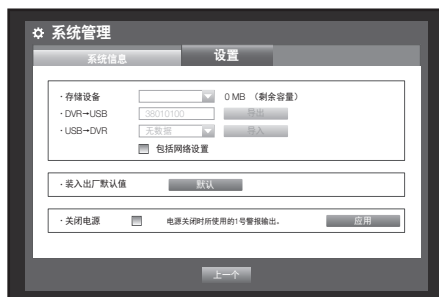 系统管理
系统信息 设置
·存储设备 0 MB （剩余容量）
·DVR→USB 38010100 导出
·USB→DVR 无数据 导入
包括网络设置
·装入出厂默认值 默认
·关闭电源 电源关闭时所使用的1号警报输出。 应用
上一个